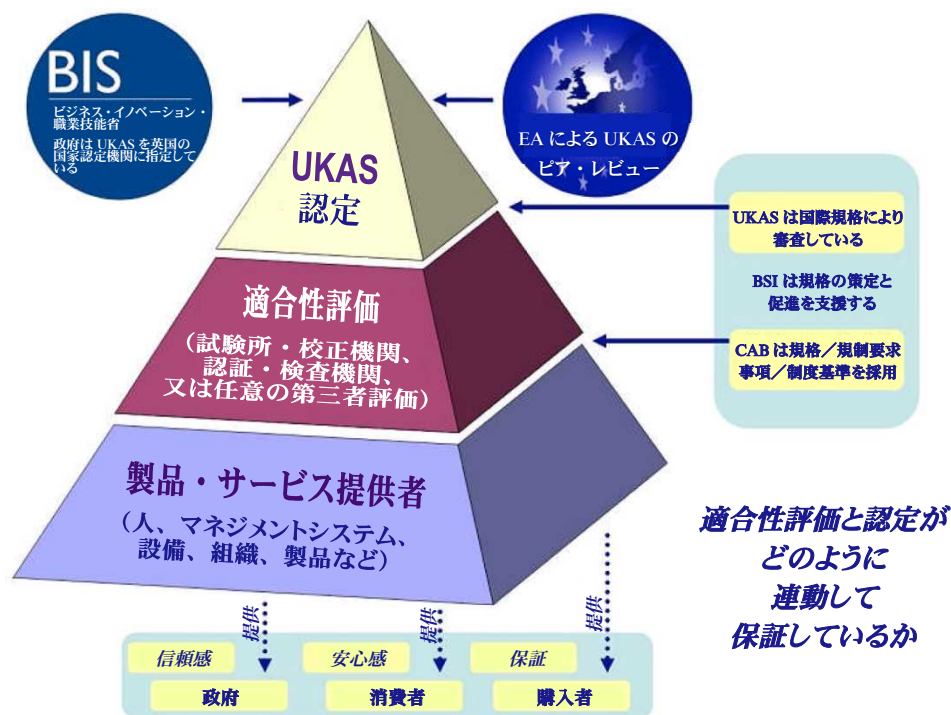 BIS
ビジネス・イノベーション・
職業技能省
政府は UKAS を英国の
国家認定機関に指定して
いる
EA による UKAS の
ピア・レビュー
UKAS
認定
UKAS は国際規格により
審査している
BSI は規格の策定と
促進を支援する
CAB は規格／規制要求
事項／制度基準を採用
適合性評価
（試験所・校正機関、
認証・検査機関、
又は任意の第三者評価）
製品・サービス提供者
（人、マネジメントシステム、
設備、組織、製品など）
適合性評価と認定が
どのように
連動して
保証しているか
提供
提供
提供
信頼感
安心感
保証
政府
消費者
購入者